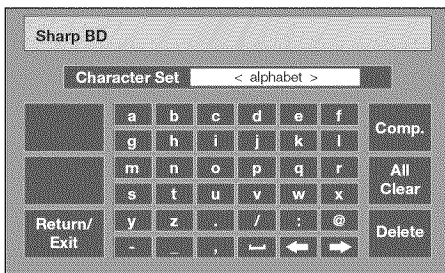 Sharp BD
Character Set < alphabet >
a b c d e f
g h i j k l
Comp.
m n o p q r
s t u v w x
All
Clear
Return/
Exit
y z . / : @
- _ , ⎵ ← →
Delete